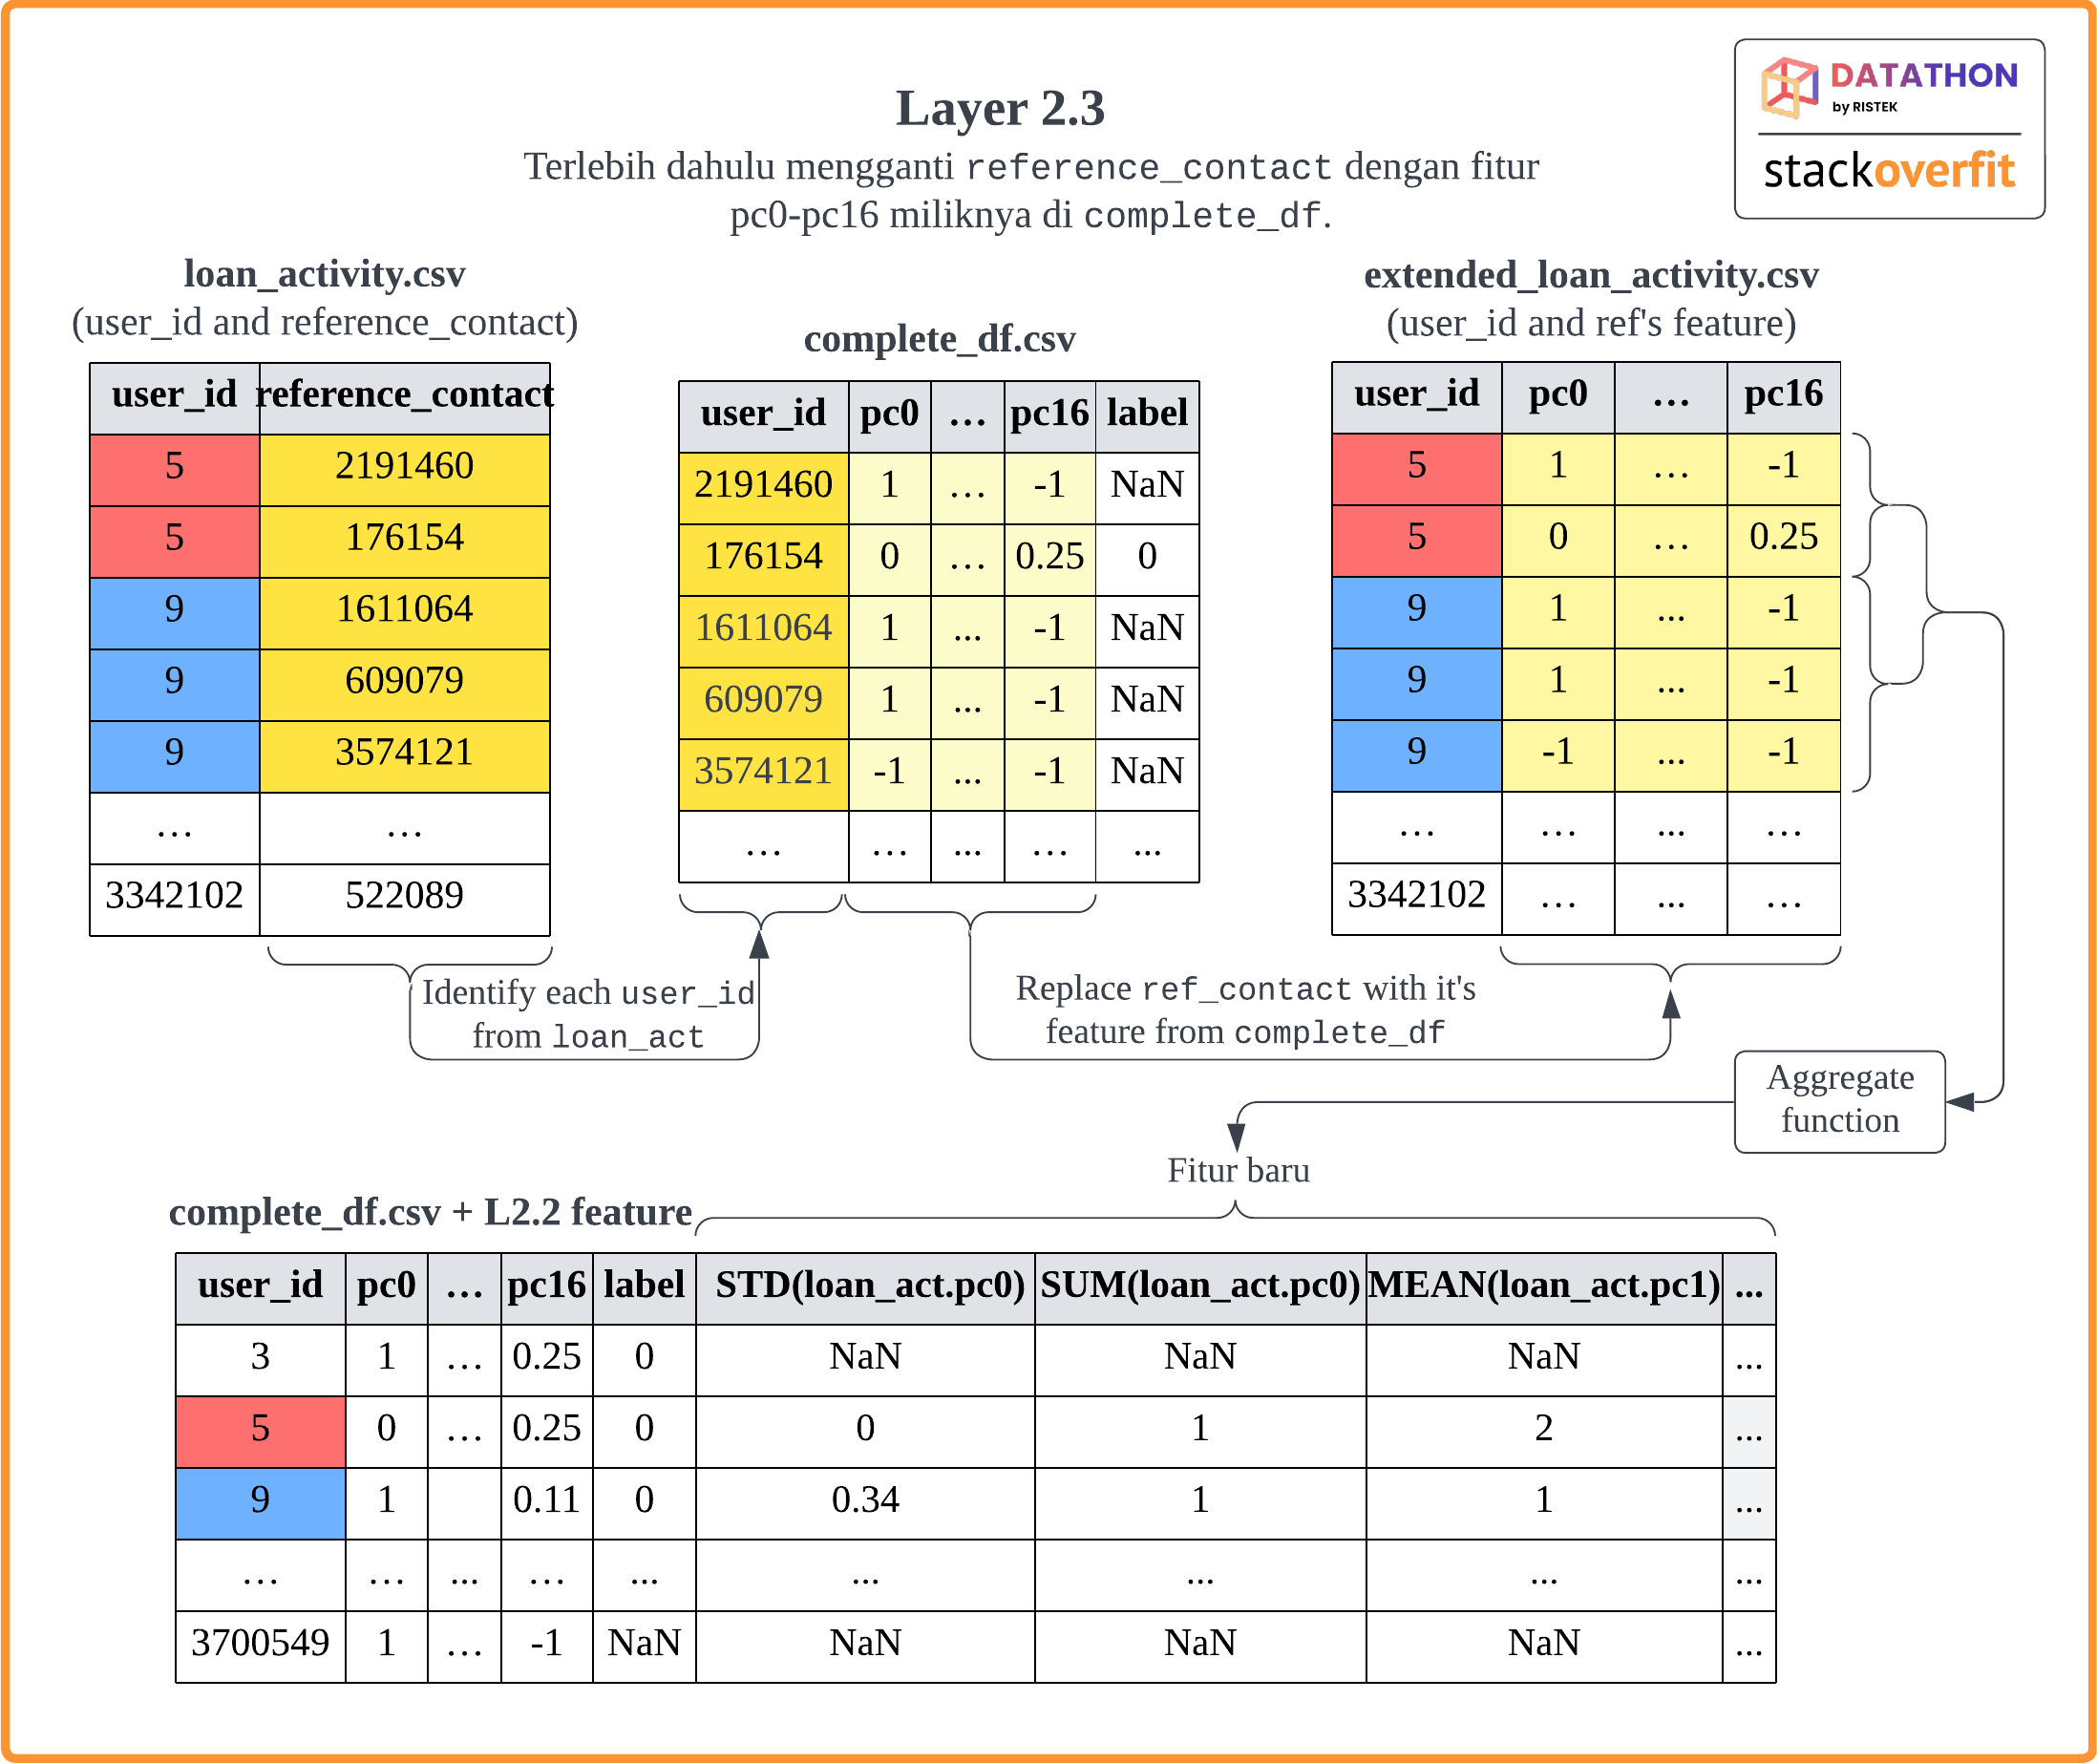 DATATHON
by RISTEK
stackoverfit
Layer 2.3
Terlebih dahulu mengganti reference_contact dengan fitur
pc0-pc16 miliknya di complete_df.
loan_activity.csv
(user_id and reference_contact)
user_id reference_contact
5 2191460
5 176154
9 1611064
9 609079
9 3574121
… …
3342102 522089
complete_df.csv
user_id pc0 … pc16 label
2191460 1 … -1 NaN
176154 0 … 0.25 0
1611064 1 ... -1 NaN
609079 1 ... -1 NaN
3574121 -1 ... -1 NaN
… … ... … ...
extended_loan_activity.csv
(user_id and ref's feature)
user_id pc0 … pc16
5 1 … -1
5 0 … 0.25
9 1 ... -1
9 1 ... -1
9 -1 ... -1
… … ... …
3342102 … ... …
Identify each user_id
from loan_act
Replace ref_contact with it's
feature from complete_df
Aggregate
function
Fitur baru
complete_df.csv + L2.2 feature
user_id pc0 … pc16 label STD(loan_act.pc0) SUM(loan_act.pc0) MEAN(loan_act.pc1) ...
3 1 … 0.25 0 NaN NaN NaN ...
5 0 … 0.25 0 0 1 2 ...
9 1 0.11 0 0.34 1 1 ...
… … ... … ... ... ... ... ...
3700549 1 … -1 NaN NaN NaN NaN ...